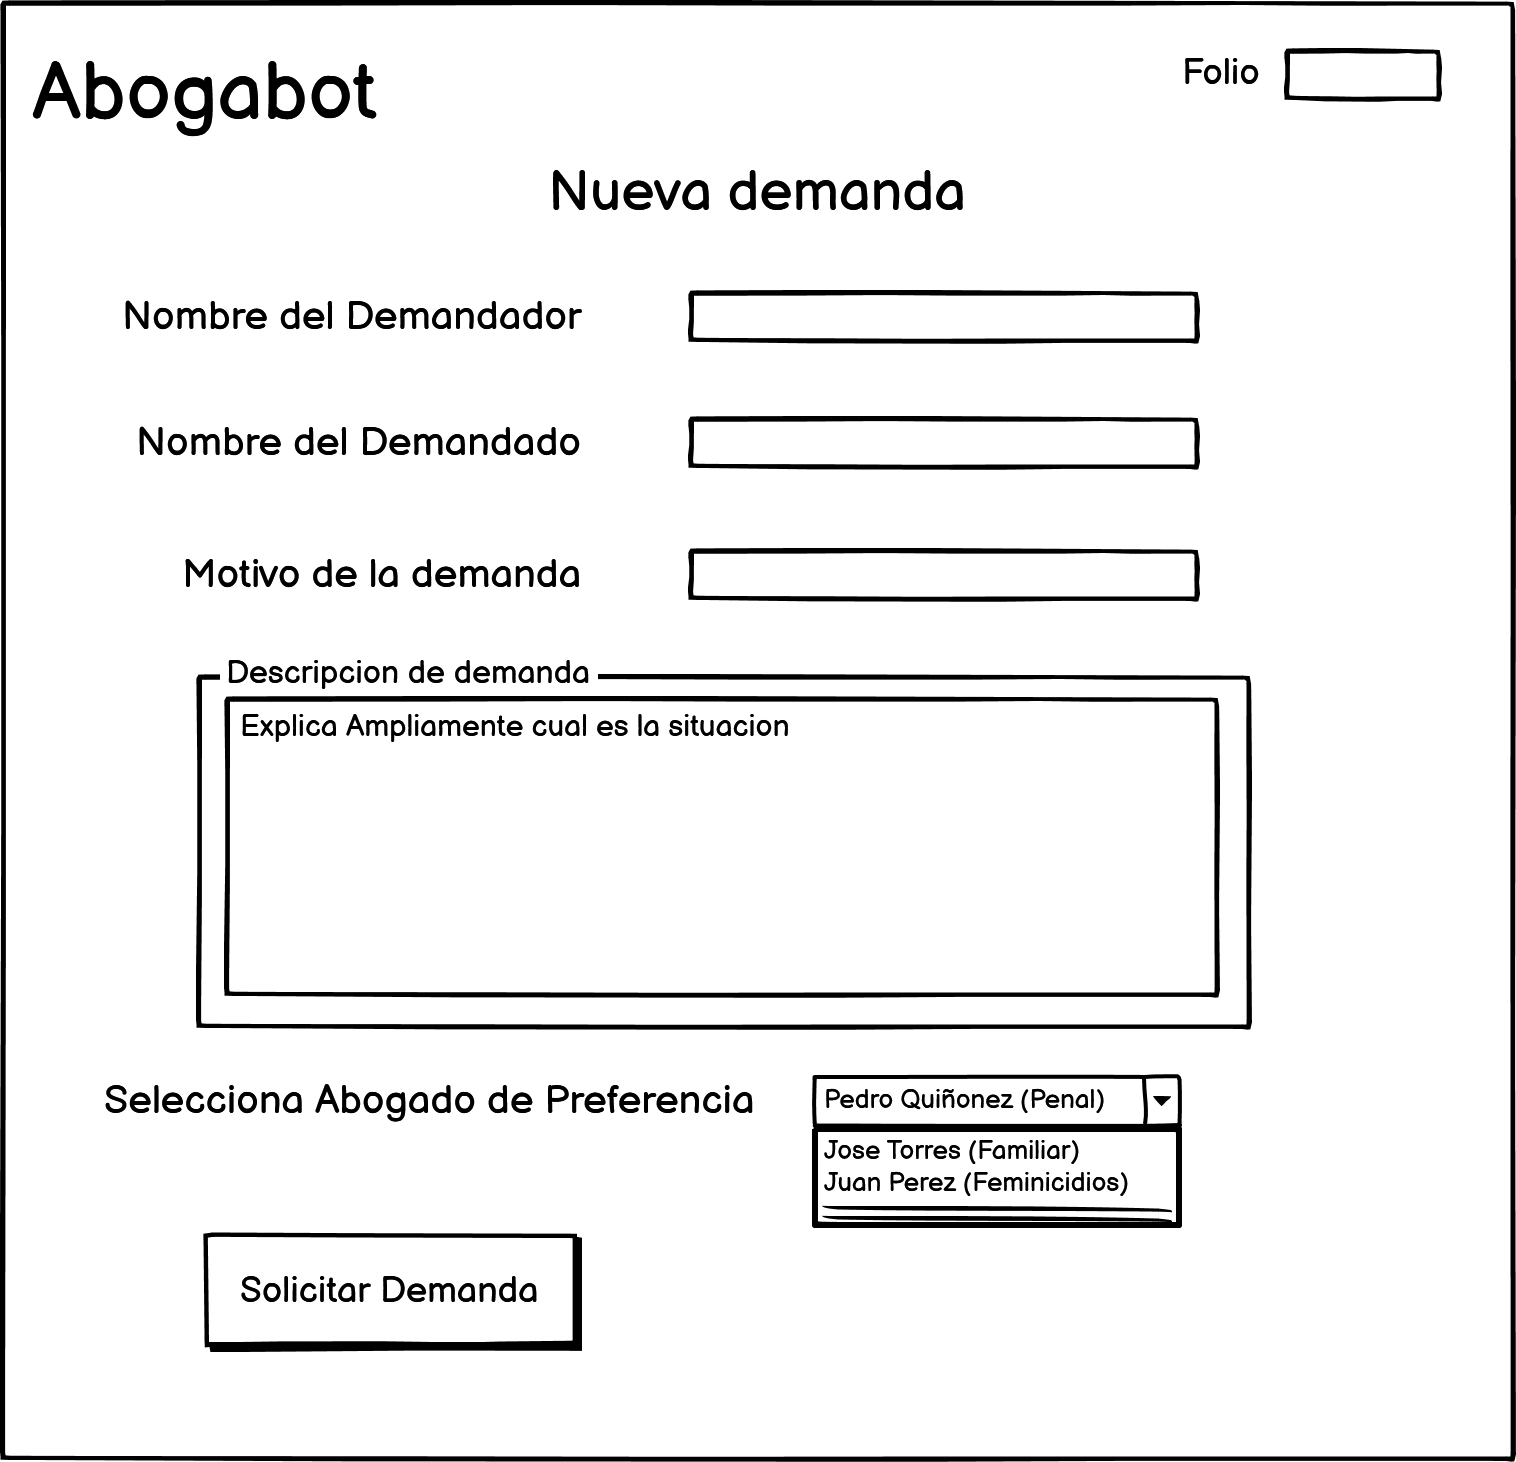 Abogabot
Folio
Nueva demanda
Nombre del Demandador
Nombre del Demandado
Motivo de la demanda
Descripcion de demanda
Explica Ampliamente cual es la situacion
Selecciona Abogado de Preferencia
Pedro Quiñonez (Penal)
Jose Torres (Familiar)
Juan Perez (Feminicidios)
Solicitar Demanda